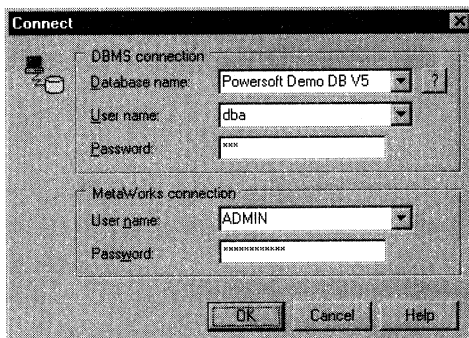 Connect
DBMS connection
Database name: Powersoft Demo DB V5 ?
User name: dba
Password: ***
MetaWorks connection
User name: ADMIN
Password: ************
OK Cancel Help